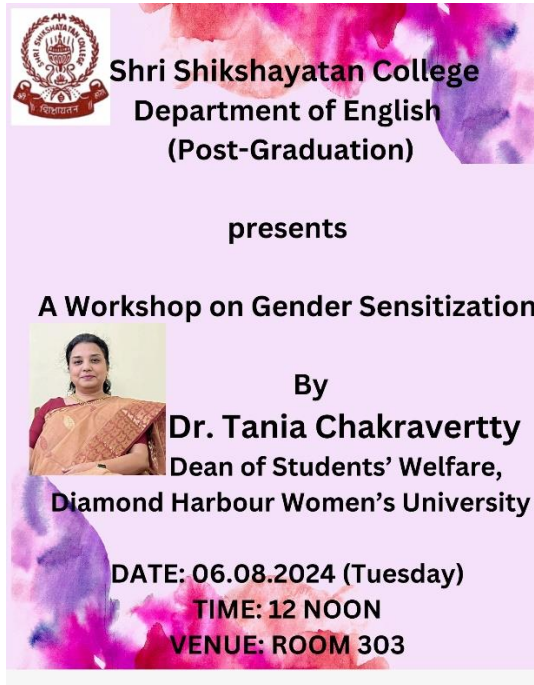 SHRI SHIKSHAYATAN COLLEGE
शिक्षायतन
Shri Shikshayatan College
Department of English
(Post-Graduation)
presents
A Workshop on Gender Sensitization
By
Dr. Tania Chakravertty
Dean of Students' Welfare,
Diamond Harbour Women's University
DATE: 06.08.2024 (Tuesday)
TIME: 12 NOON
VENUE: ROOM 303